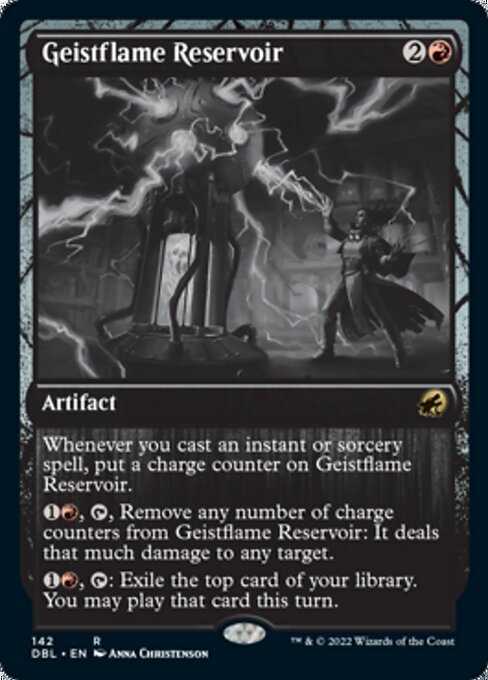 Geistflame Reservoir 2
Artifact
Whenever you cast an instant or sorcery
spell, put a charge counter on Geistflame
Reservoir.
1, Remove any number of charge
counters from Geistflame Reservoir: It deals
that much damage to any target.
1, : Exile the top card of your library.
You may play that card this turn.
142 R
DBL • EN Anna Christenson
™ & © 2022 Wizards of the Coast